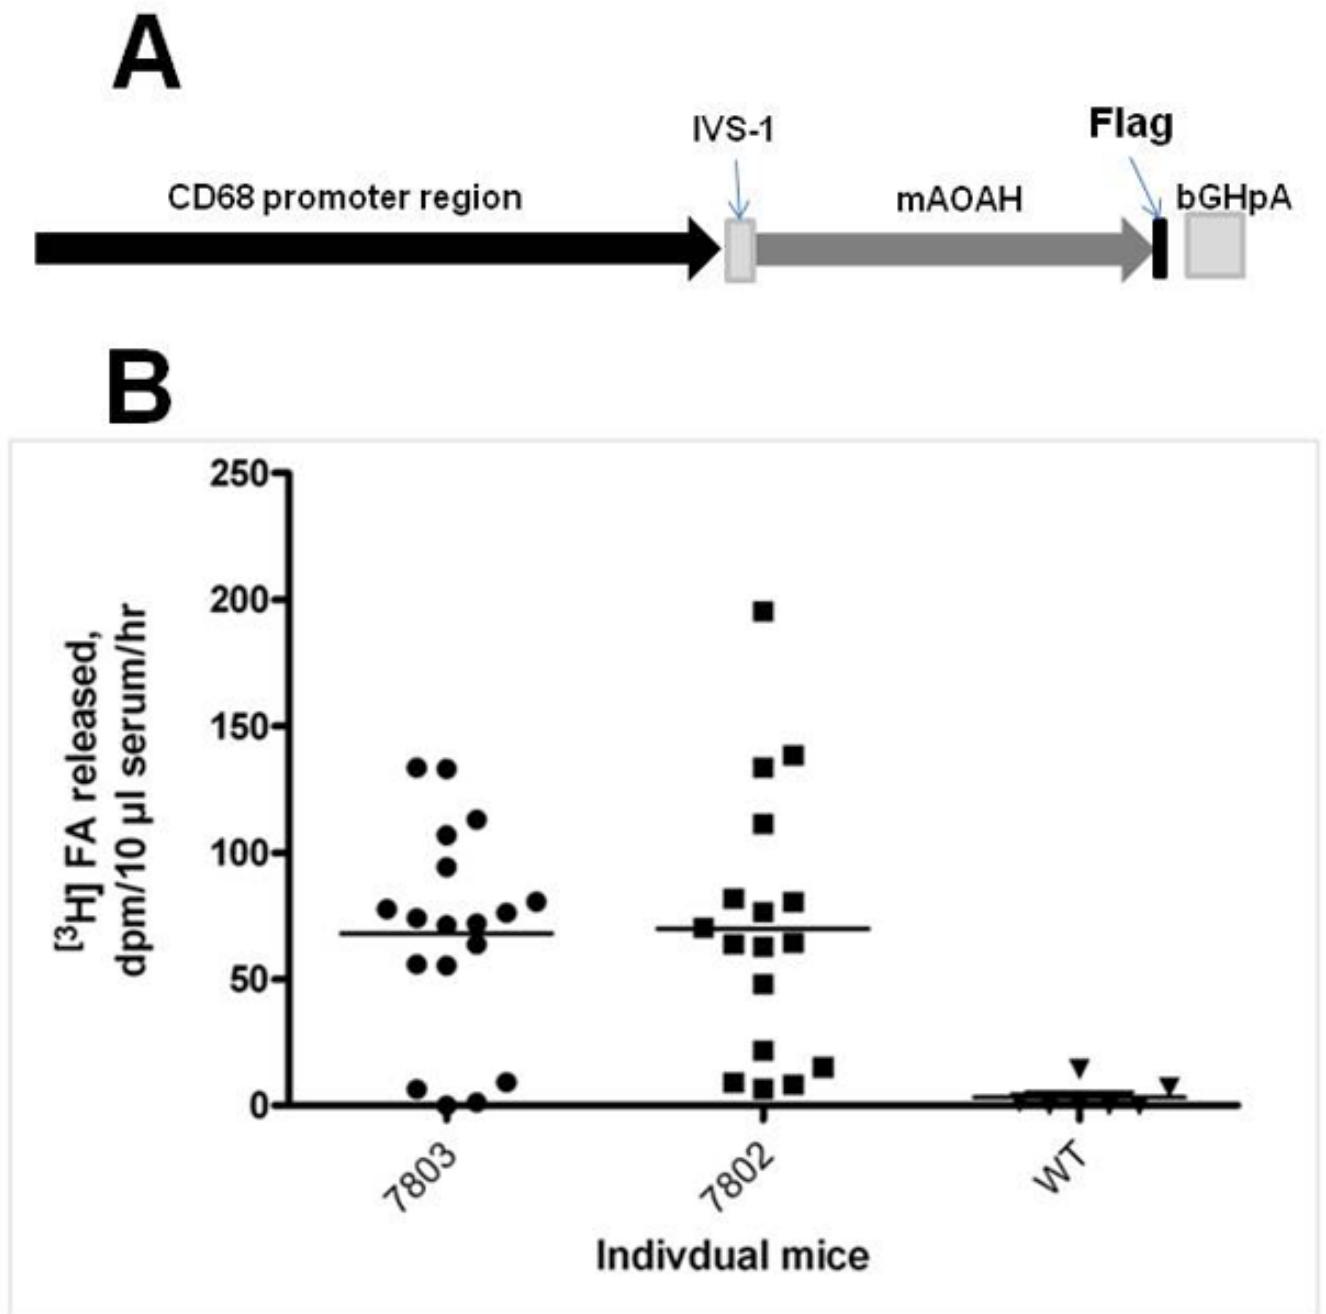 A
IVS-1
Flag
CD68 promoter region
mAOAH
bGHpA
B
250
200
150
100
50
0
[³H] FA released,
dpm/10 µl serum/hr
7803
7802
WT
Indivdual mice